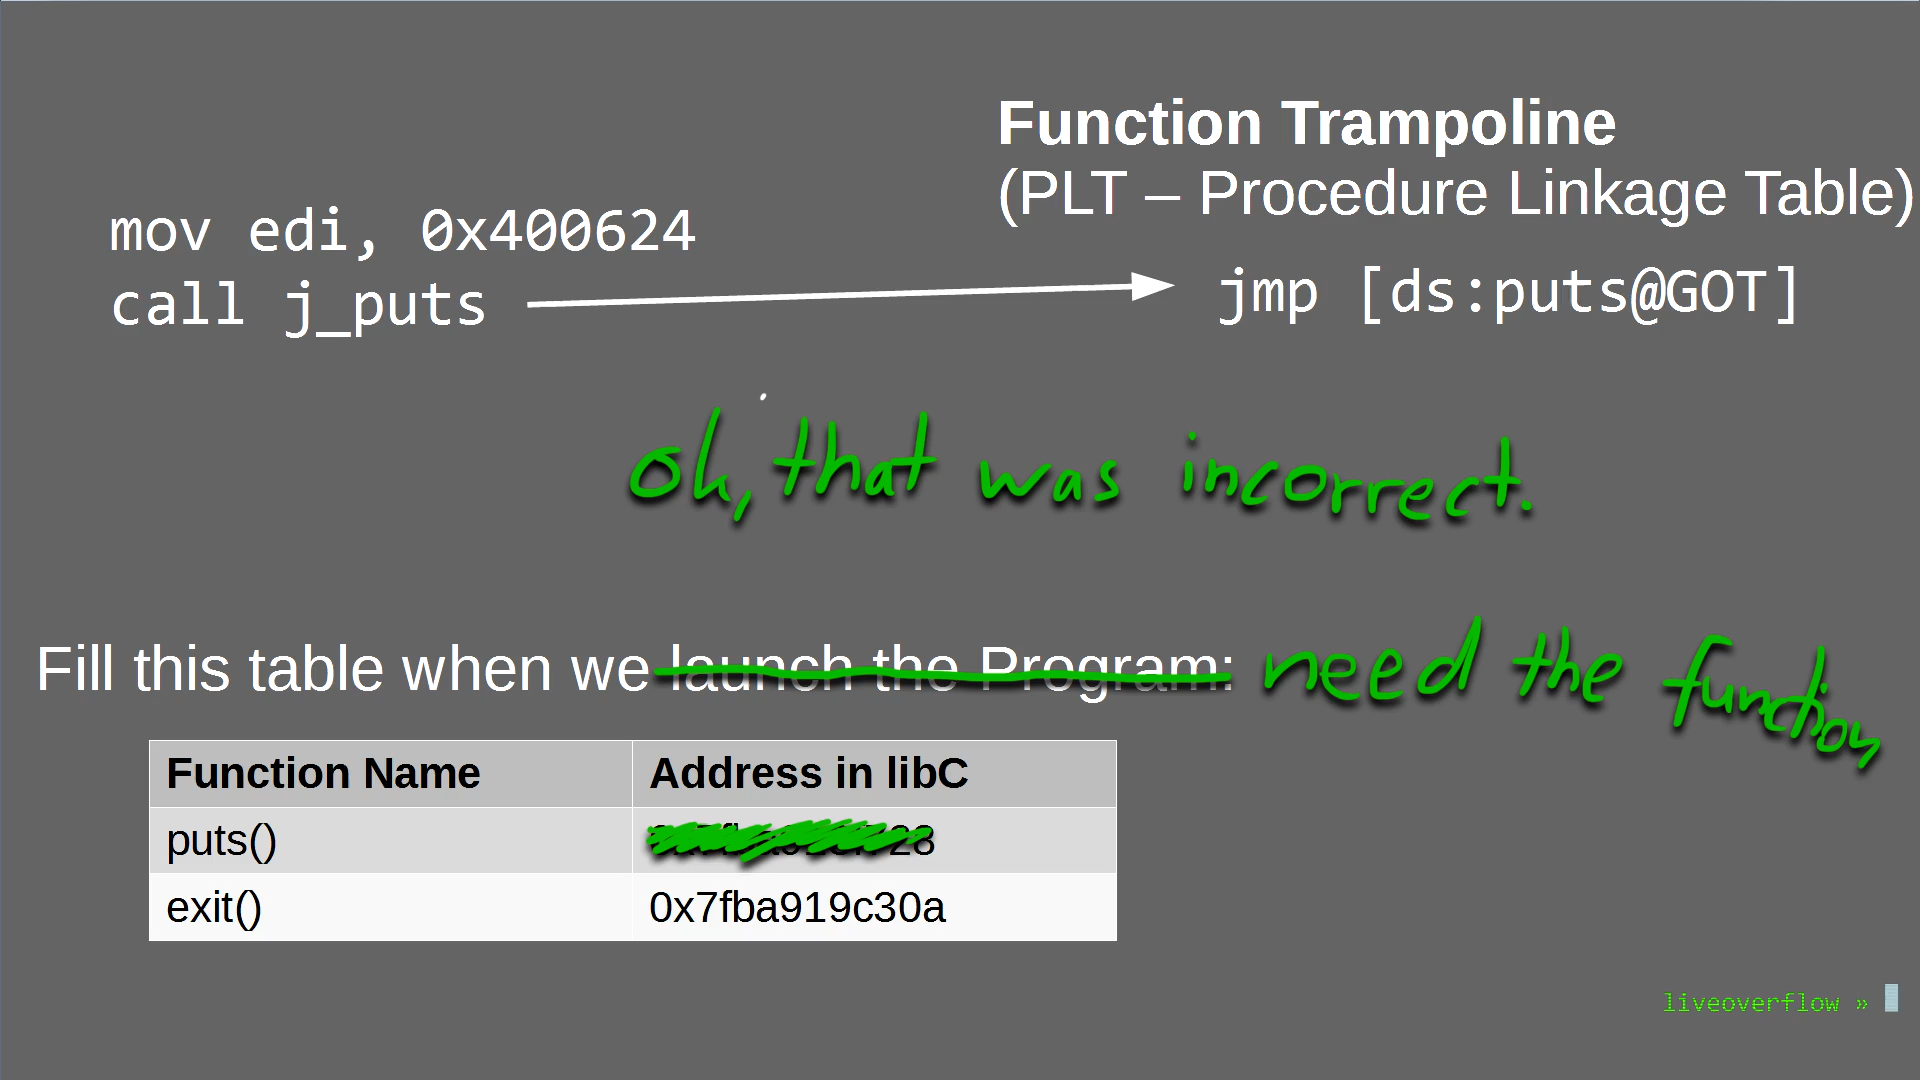 Function Trampoline
(PLT – Procedure Linkage Table)
mov edi, 0x400624
call j_puts
jmp [ds:puts@GOT]
oh, that was incorrect.
Fill this table when we launch the Program: need the function
Function Name Address in libC
puts()
exit() 0x7fba919c30a
liveoverflow »